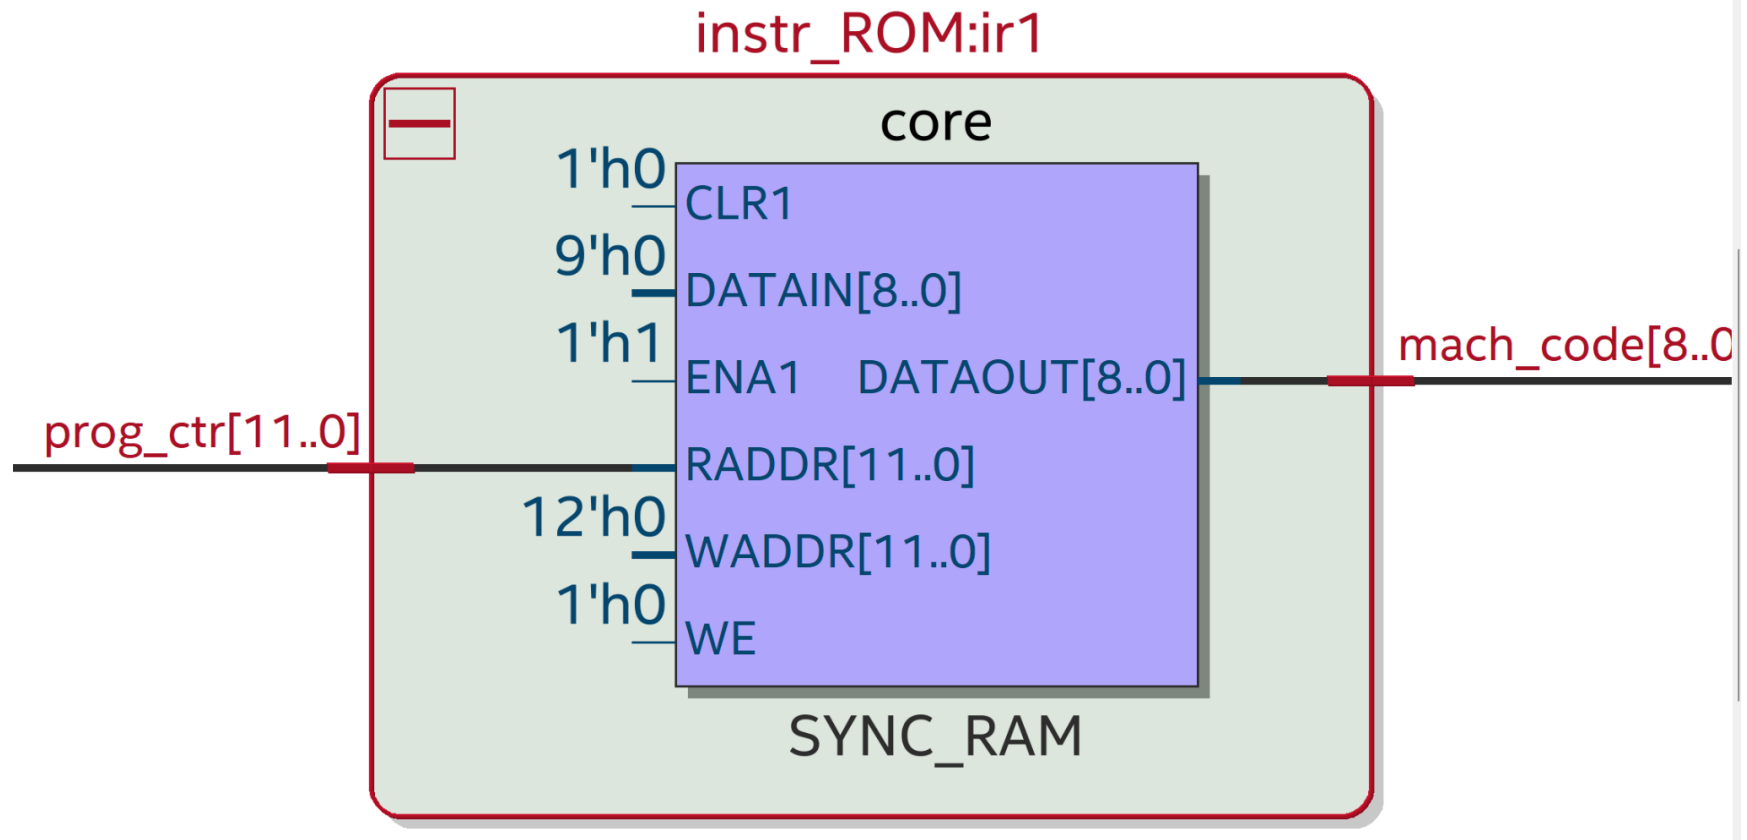 instr_ROM:ir1
core
1'h0
CLR1
9'h0
DATAIN[8..0]
1'h1
ENA1 DATAOUT[8..0]
mach_code[8..0
prog_ctr[11..0]
RADDR[11..0]
12'h0
WADDR[11..0]
1'h0
WE
SYNC_RAM